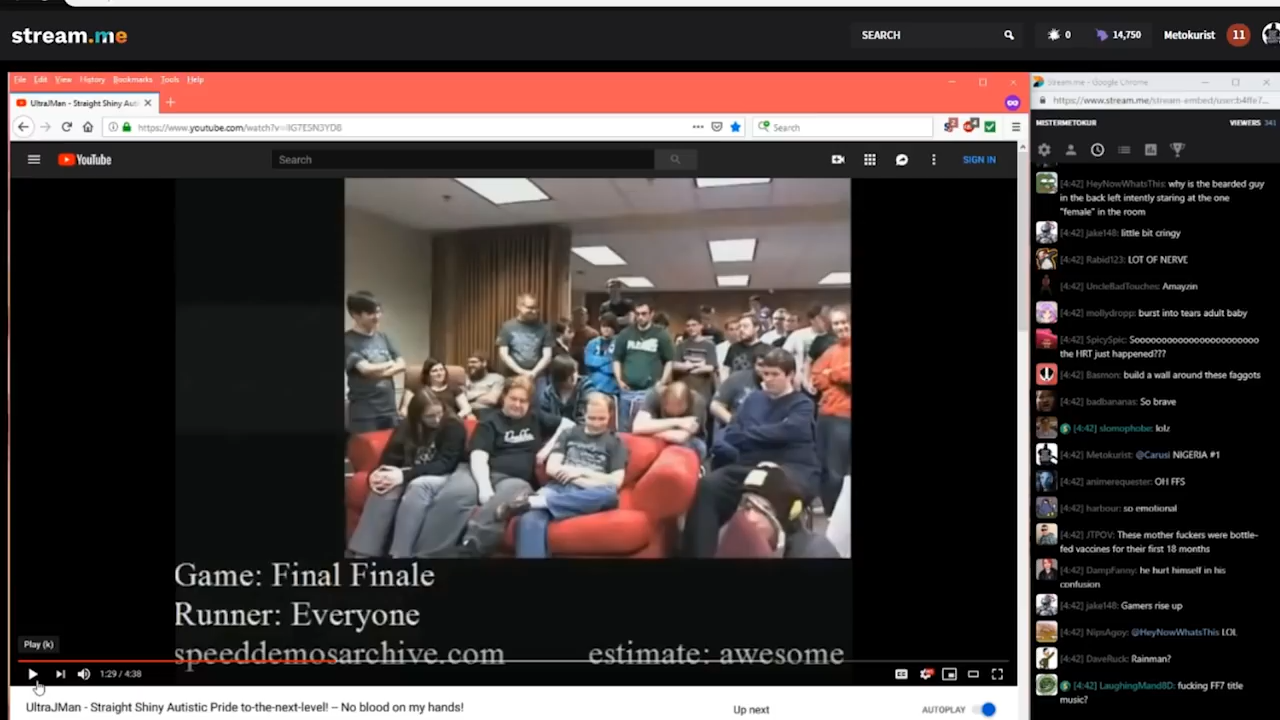 stream.me
SEARCH
0
14,750
Metokurist
11
File Edit View History Bookmarks Tools Help
UltraJMan - Straight Shiny Auti
Stream.me - Google Chrome
https://www.stream.me/stream-embed/user:b4ffe7...
https://www.youtube.com/watch?v=
Search
MISTERMETOKUR
VIEWERS 341
YouTube
Search
SIGN IN
[4:42] HeyNowWhatsThis: why is the bearded guy
in the back left intently staring at the one
"female" in the room
[4:42] jake148: little bit cringy
[4:42] Rabid123: LOT OF NERVE
[4:42] UncleBadTouches: Amayzin
[4:42] mollydropp: burst into tears adult baby
[4:42] SpicySpic: Sooooooooooooooooooooooo
the HRT just happened???
[4:42] Basmon: build a wall around these faggots
[4:42] badbananas: So brave
[4:42] slomophobe: lolz
[4:42] Metokurist: @Carusi NIGERIA #1
[4:42] animerequester: OH FFS
[4:42] harbour: so emotional
[4:42] JTPOV: These mother fuckers were bottle-
fed vaccines for their first 18 months
[4:42] DampFanny: he hurt himself in his
confusion
[4:42] jake148: Gamers rise up
[4:42] NipsAgoy: @HeyNowWhatsThis LOL
[4:42] DaveRuck: Rainman?
[4:42] LaughingMand8D: fucking FF7 title
music?
Game: Final Finale
Runner: Everyone
speeddemosarchive.com
estimate: awesome
Play (k)
1:29 / 4:38
UltraJMan - Straight Shiny Autistic Pride to-the-next-level! – No blood on my hands!
Up next
AUTOPLAY